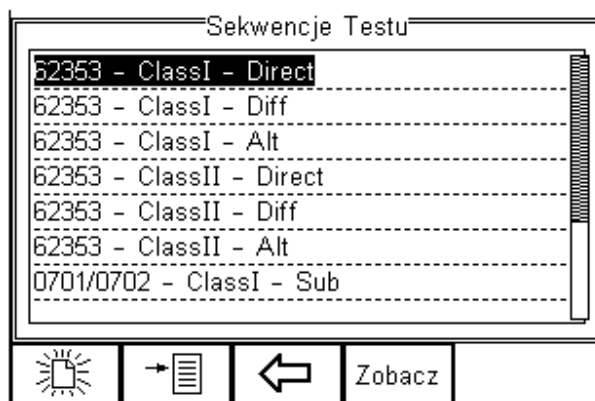 Sekwencje Testu
62353 - ClassI - Direct
62353 - ClassI - Diff
62353 - ClassI - Alt
62353 - ClassII - Direct
62353 - ClassII - Diff
62353 - ClassII - Alt
0701/0702 - ClassI - Sub
Zobacz